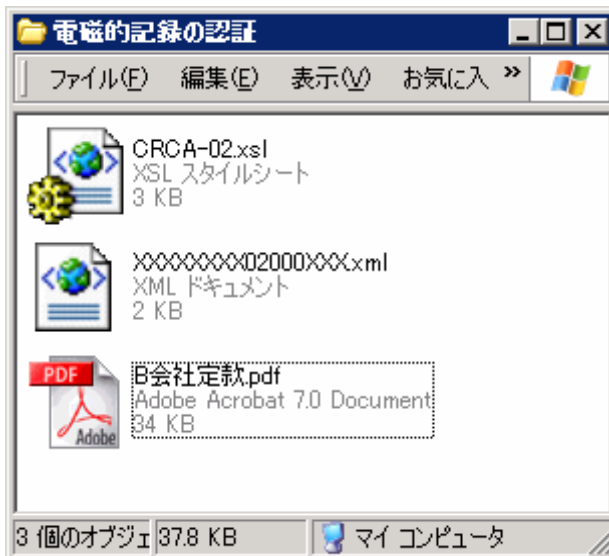 電磁的記録の認証
ファイル(F) 編集(E) 表示(V) お気に入 »
CRCA-02.xsl
XSL スタイルシート
3 KB
XXXXXXXX02000XXX.xml
XML ドキュメント
2 KB
PDF
Adobe
B会社定款.pdf
Adobe Acrobat 7.0 Document
34 KB
3 個のオブジェ 37.8 KB マイ コンピュータ